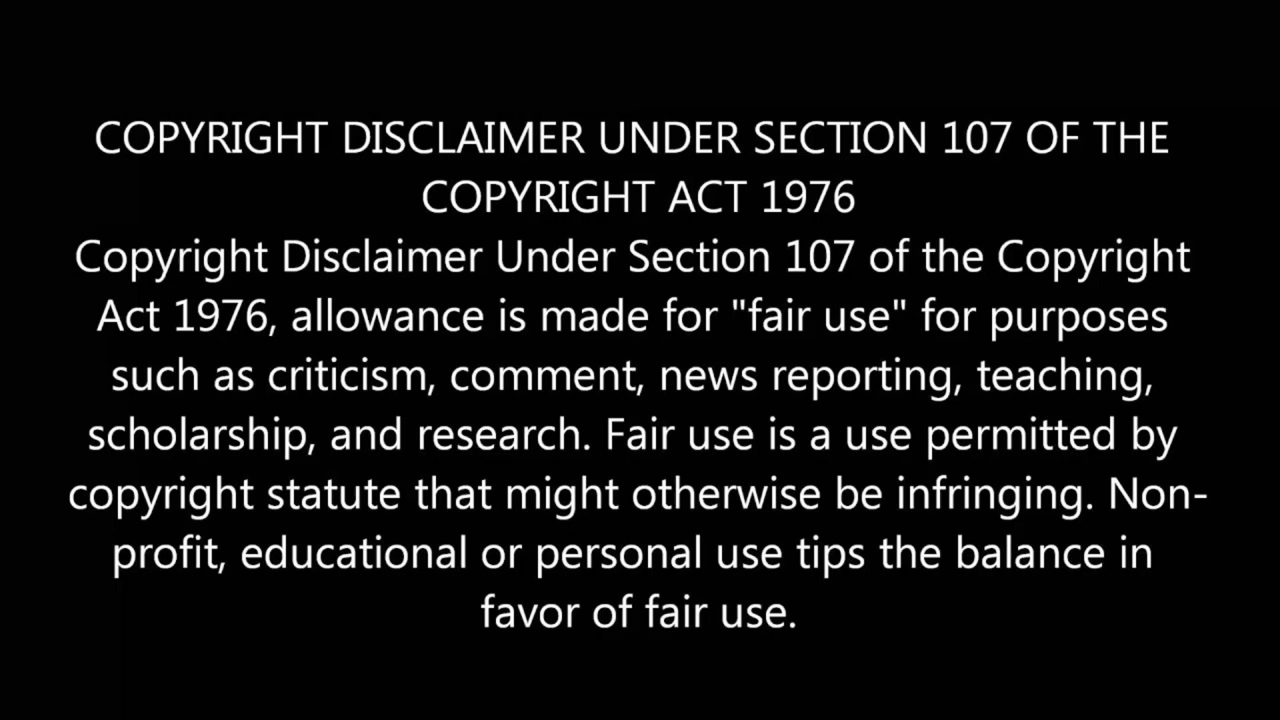 COPYRIGHT DISCLAIMER UNDER SECTION 107 OF THE
COPYRIGHT ACT 1976
Copyright Disclaimer Under Section 107 of the Copyright
Act 1976, allowance is made for "fair use" for purposes
such as criticism, comment, news reporting, teaching,
scholarship, and research. Fair use is a use permitted by
copyright statute that might otherwise be infringing. Non-
profit, educational or personal use tips the balance in
favor of fair use.